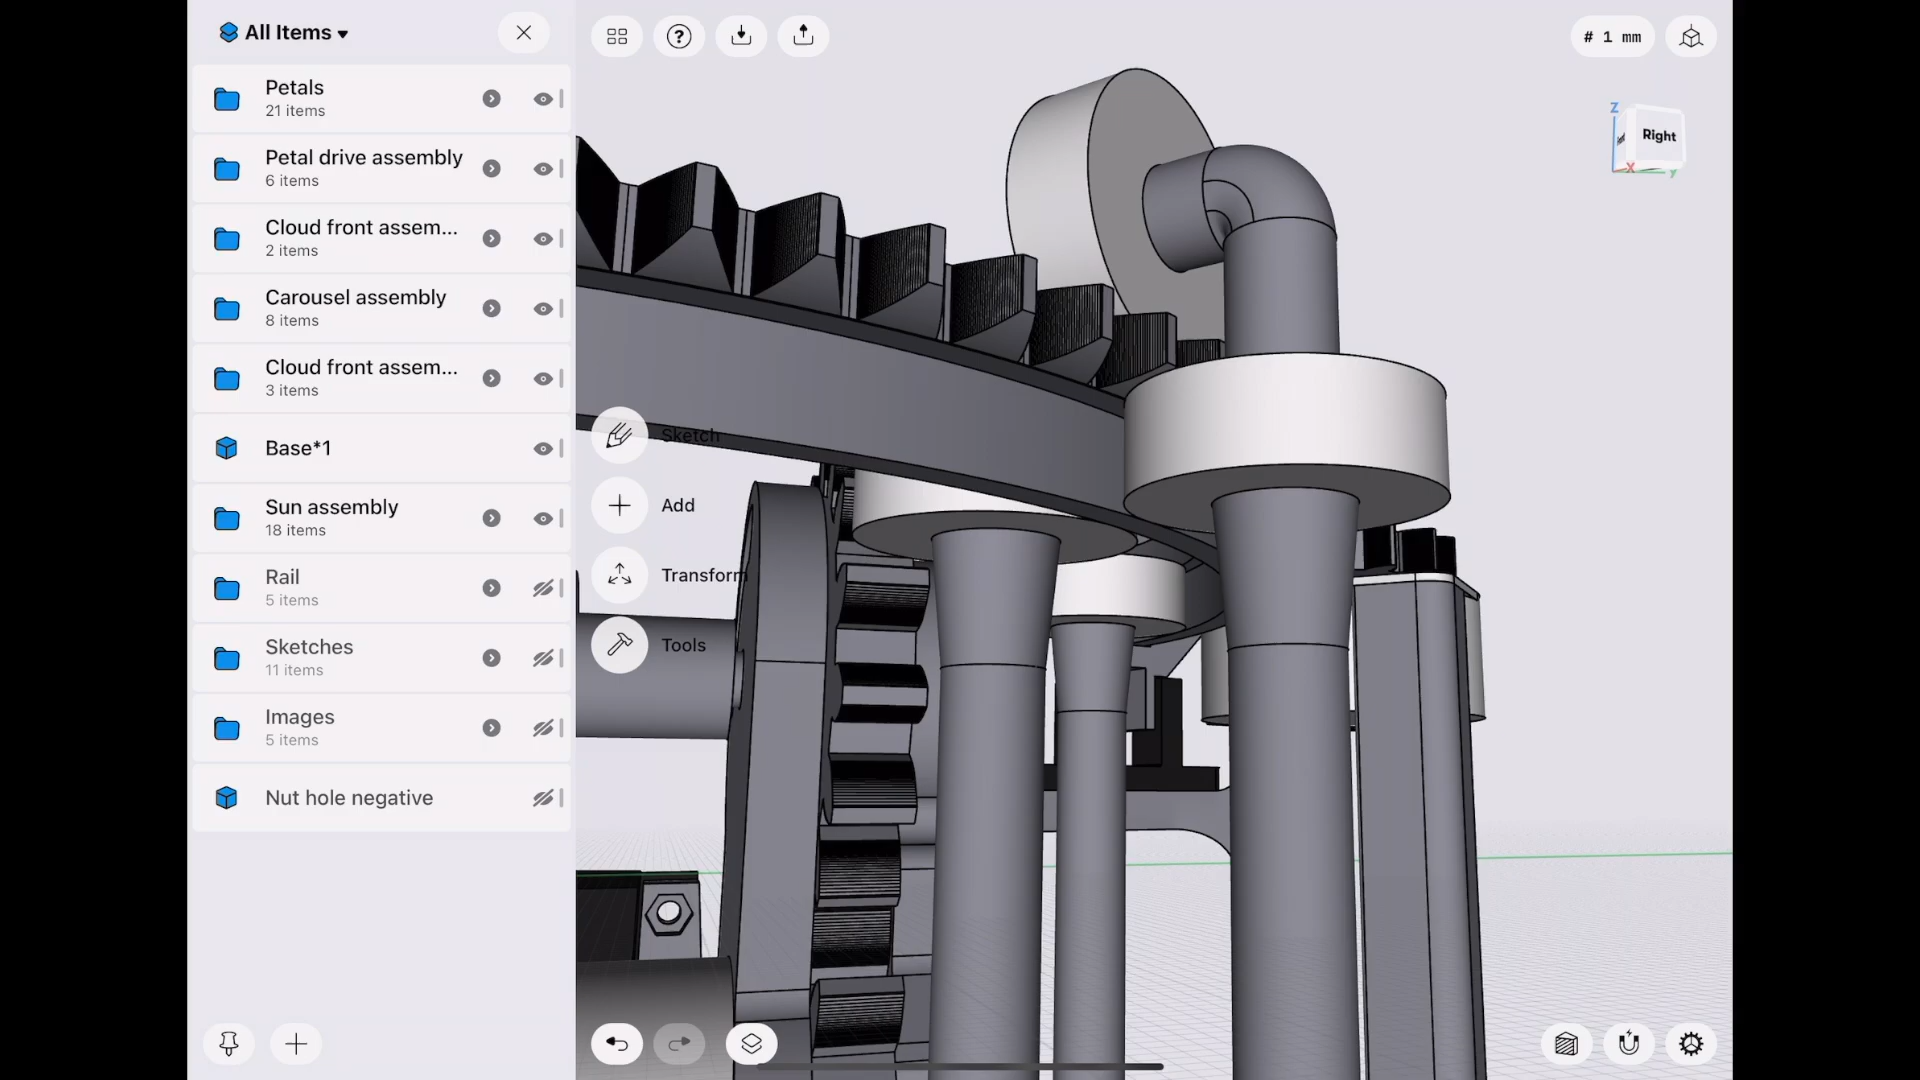 All Items
# 1 mm
Petals
21 items
Petal drive assembly
6 items
Cloud front assem...
2 items
Carousel assembly
8 items
Cloud front assem...
3 items
Base*1
Sun assembly
18 items
Rail
5 items
Sketches
11 items
Images
5 items
Nut hole negative
Sketch
Add
Transform
Tools
Z
Right
X
Y